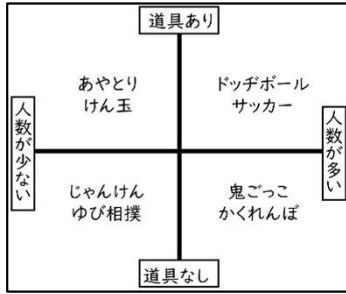 道具あり
あやとり
けん玉
ドッヂボール
サッカー
人数が少ない
人数が多い
じゃんけん
ゆび相撲
鬼ごっこ
かくれんぼ
道具なし